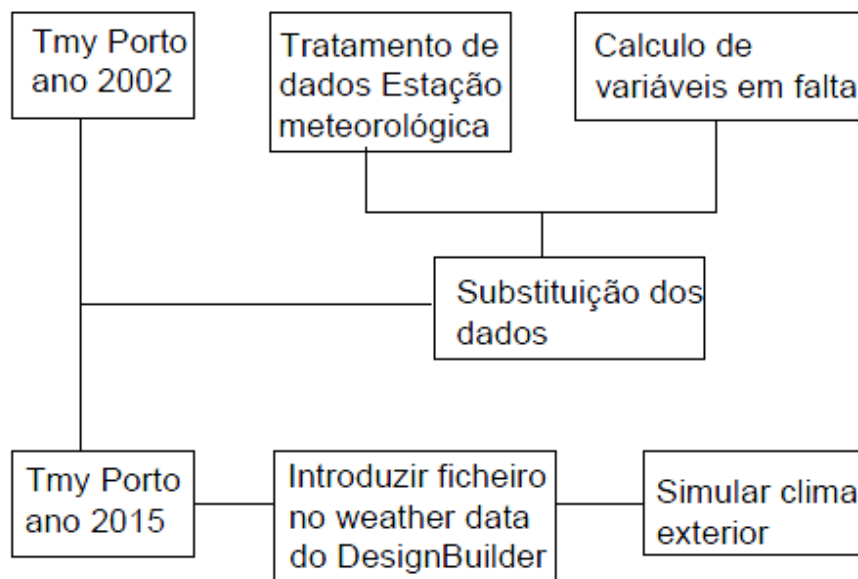 Tmy Porto
ano 2002
Tratamento de
dados Estação
meteorológica
Calculo de
variáveis em falta
Substituição dos
dados
Tmy Porto
ano 2015
Introduzir ficheiro
no weather data
do DesignBuilder
Simular clima
exterior